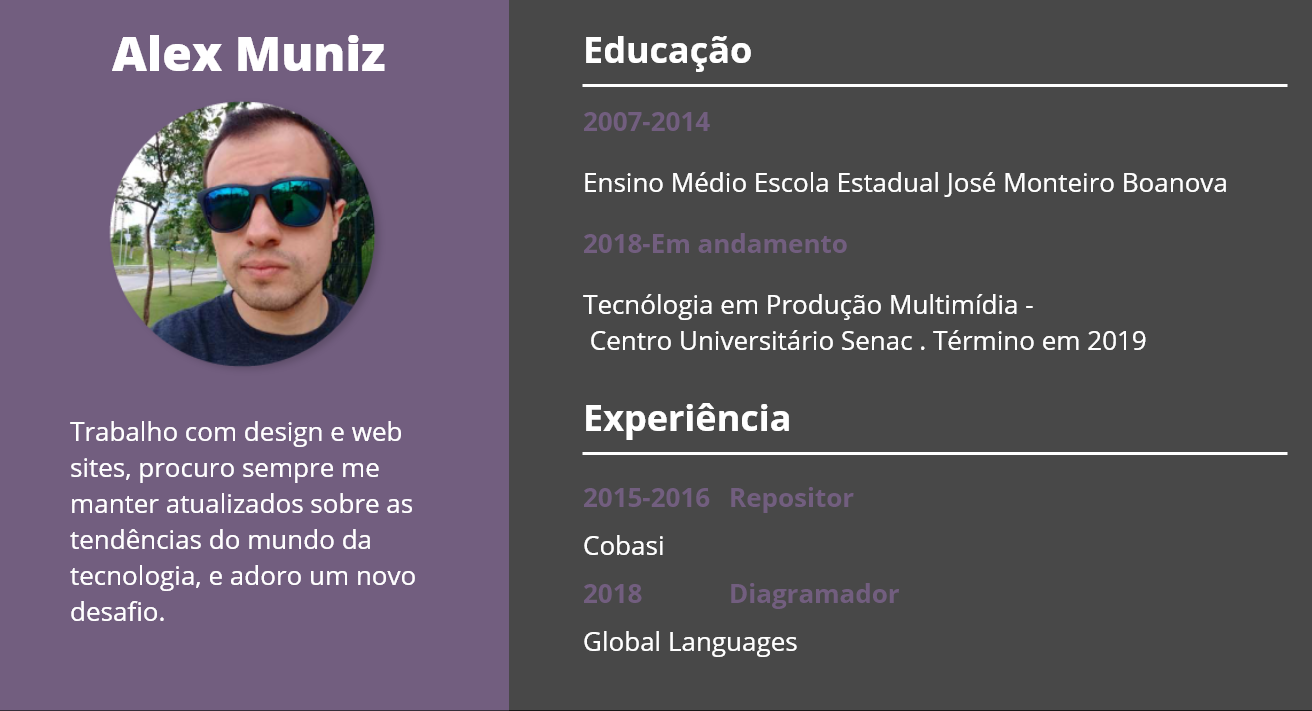 Alex Muniz
Trabalho com design e web
sites, procuro sempre me
manter atualizados sobre as
tendências do mundo da
tecnologia, e adoro um novo
desafio.
Educação
2007-2014
Ensino Médio Escola Estadual José Monteiro Boanova
2018-Em andamento
Tecnólogia em Produção Multimídia -
Centro Universitário Senac . Término em 2019
Experiência
2015-2016 Repositor
Cobasi
2018 Diagramador
Global Languages